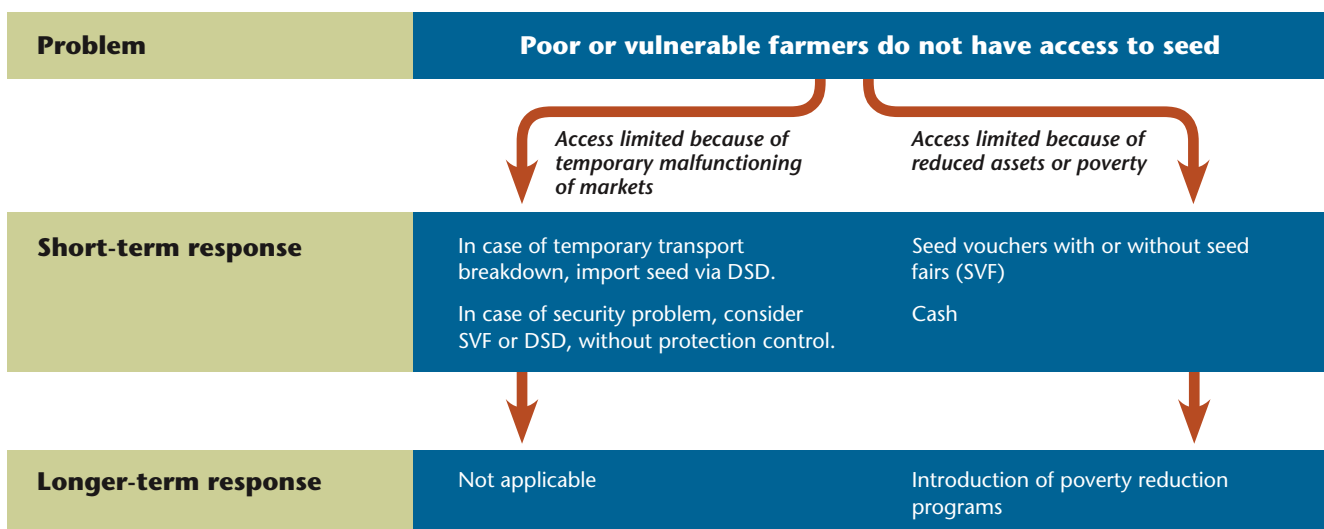 Problem
Poor or vulnerable farmers do not have access to seed
Access limited because of
temporary malfunctioning
of markets
Access limited because of
reduced assets or poverty
Short-term response
In case of temporary transport
breakdown, import seed via DSD.
In case of security problem, consider
SVF or DSD, without protection control.
Seed vouchers with or without seed
fairs (SVF)
Cash
Longer-term response
Not applicable
Introduction of poverty reduction
programs